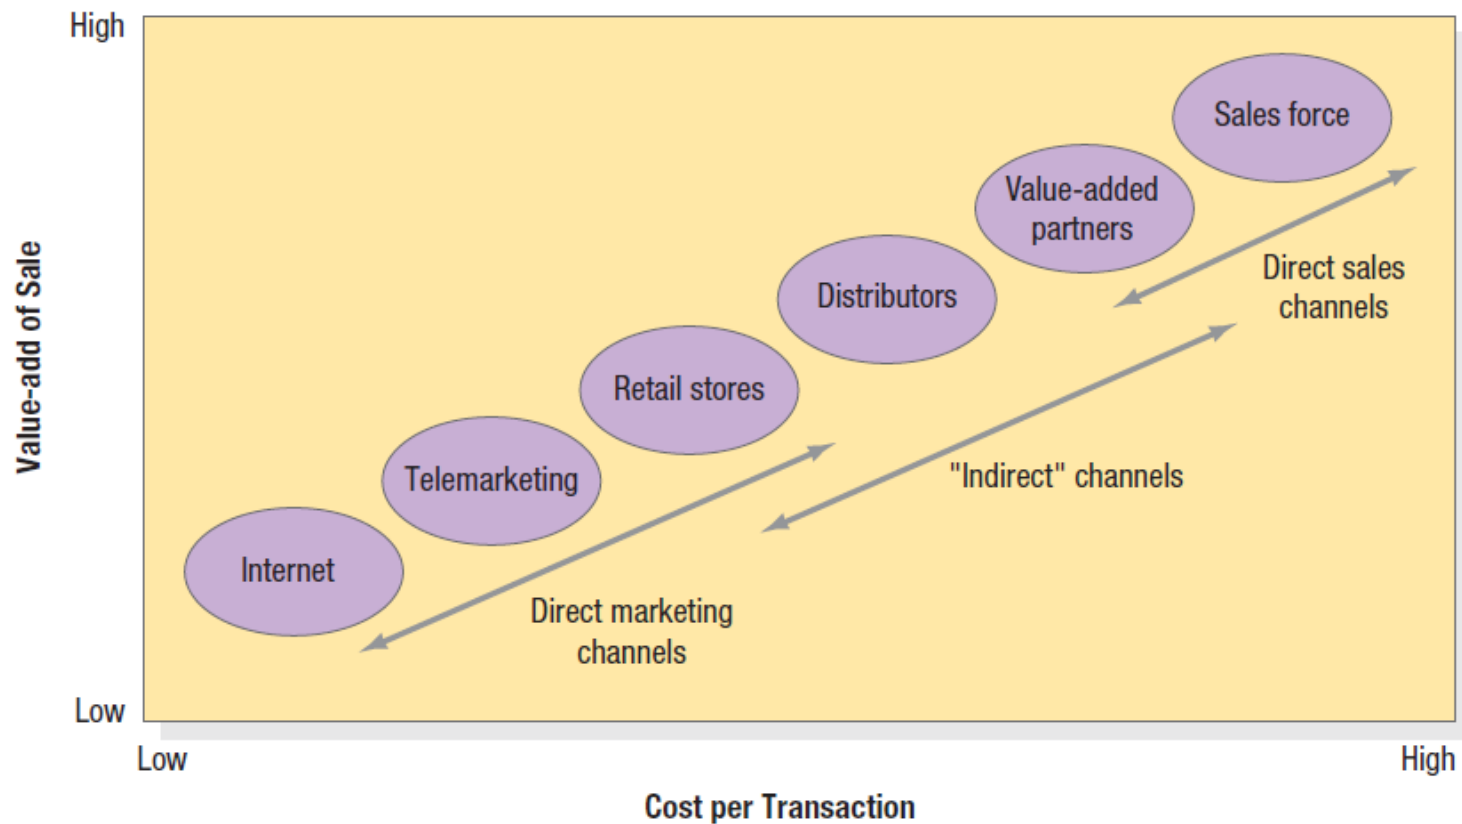 High
Sales force
Value-added
partners
Direct sales
channels
Distributors
Value-add of Sale
Retail stores
"Indirect" channels
Telemarketing
Internet
Direct marketing
channels
Low
Low
High
Cost per Transaction